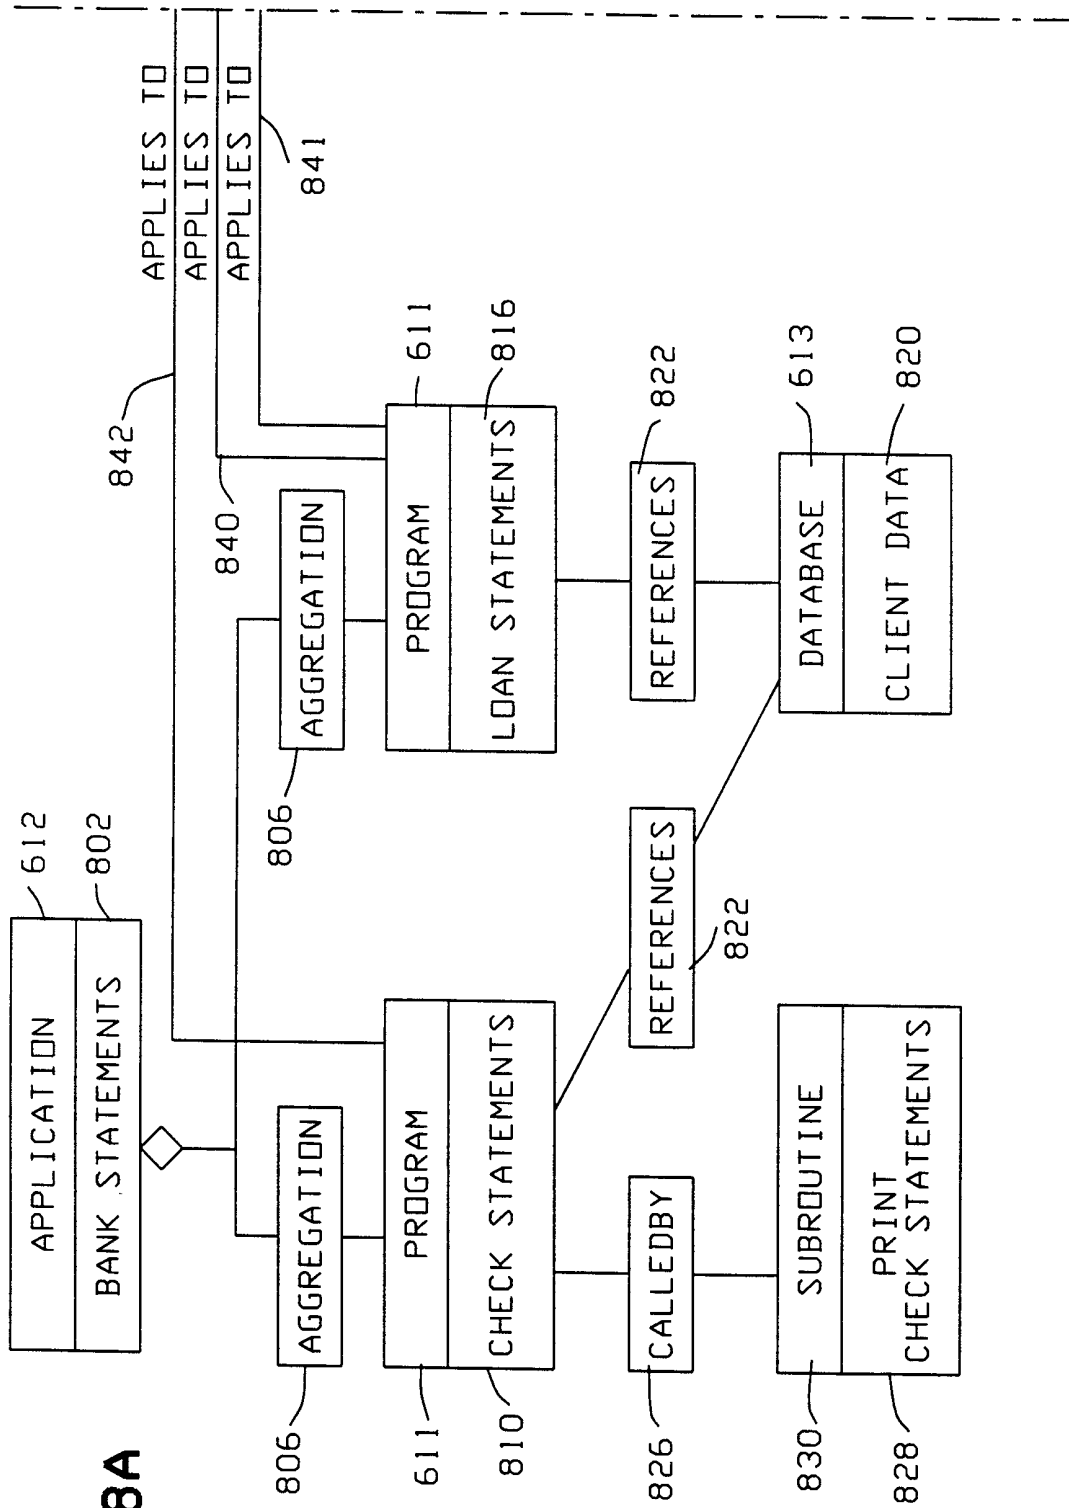 8A
APPLICATION
612
BANK STATEMENTS
802
842
APPLIES TO
840
APPLIES TO
APPLIES TO
841
806
AGGREGATION
806
AGGREGATION
611
PROGRAM
PROGRAM
611
810
CHECK STATEMENTS
LOAN STATEMENTS
816
826
CALLEDBY
REFERENCES
822
REFERENCES
822
830
SUBROUTINE
DATABASE
613
828
PRINT
CHECK STATEMENTS
CLIENT DATA
820